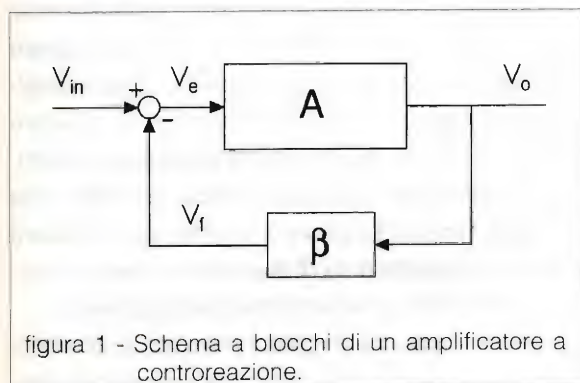 V_in + V_e A V_o
-
V_f β
figura 1 - Schema a blocchi di un amplificatore a
controreazione.